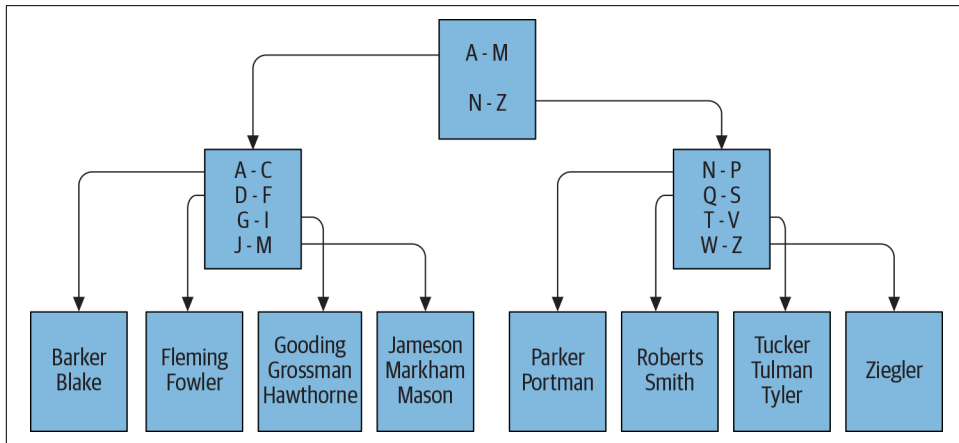 A - M
N - Z
A - C
D - F
G - I
J - M
N - P
Q - S
T - V
W - Z
Barker
Blake
Fleming
Fowler
Gooding
Grossman
Hawthorne
Jameson
Markham
Mason
Parker
Portman
Roberts
Smith
Tucker
Tulman
Tyler
Ziegler